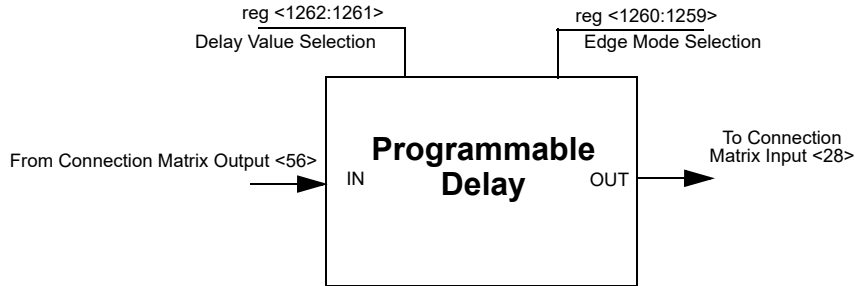 reg <1262:1261>
Delay Value Selection
reg <1260:1259>
Edge Mode Selection
From Connection Matrix Output <56>
IN
Programmable
Delay
OUT
To Connection
Matrix Input <28>